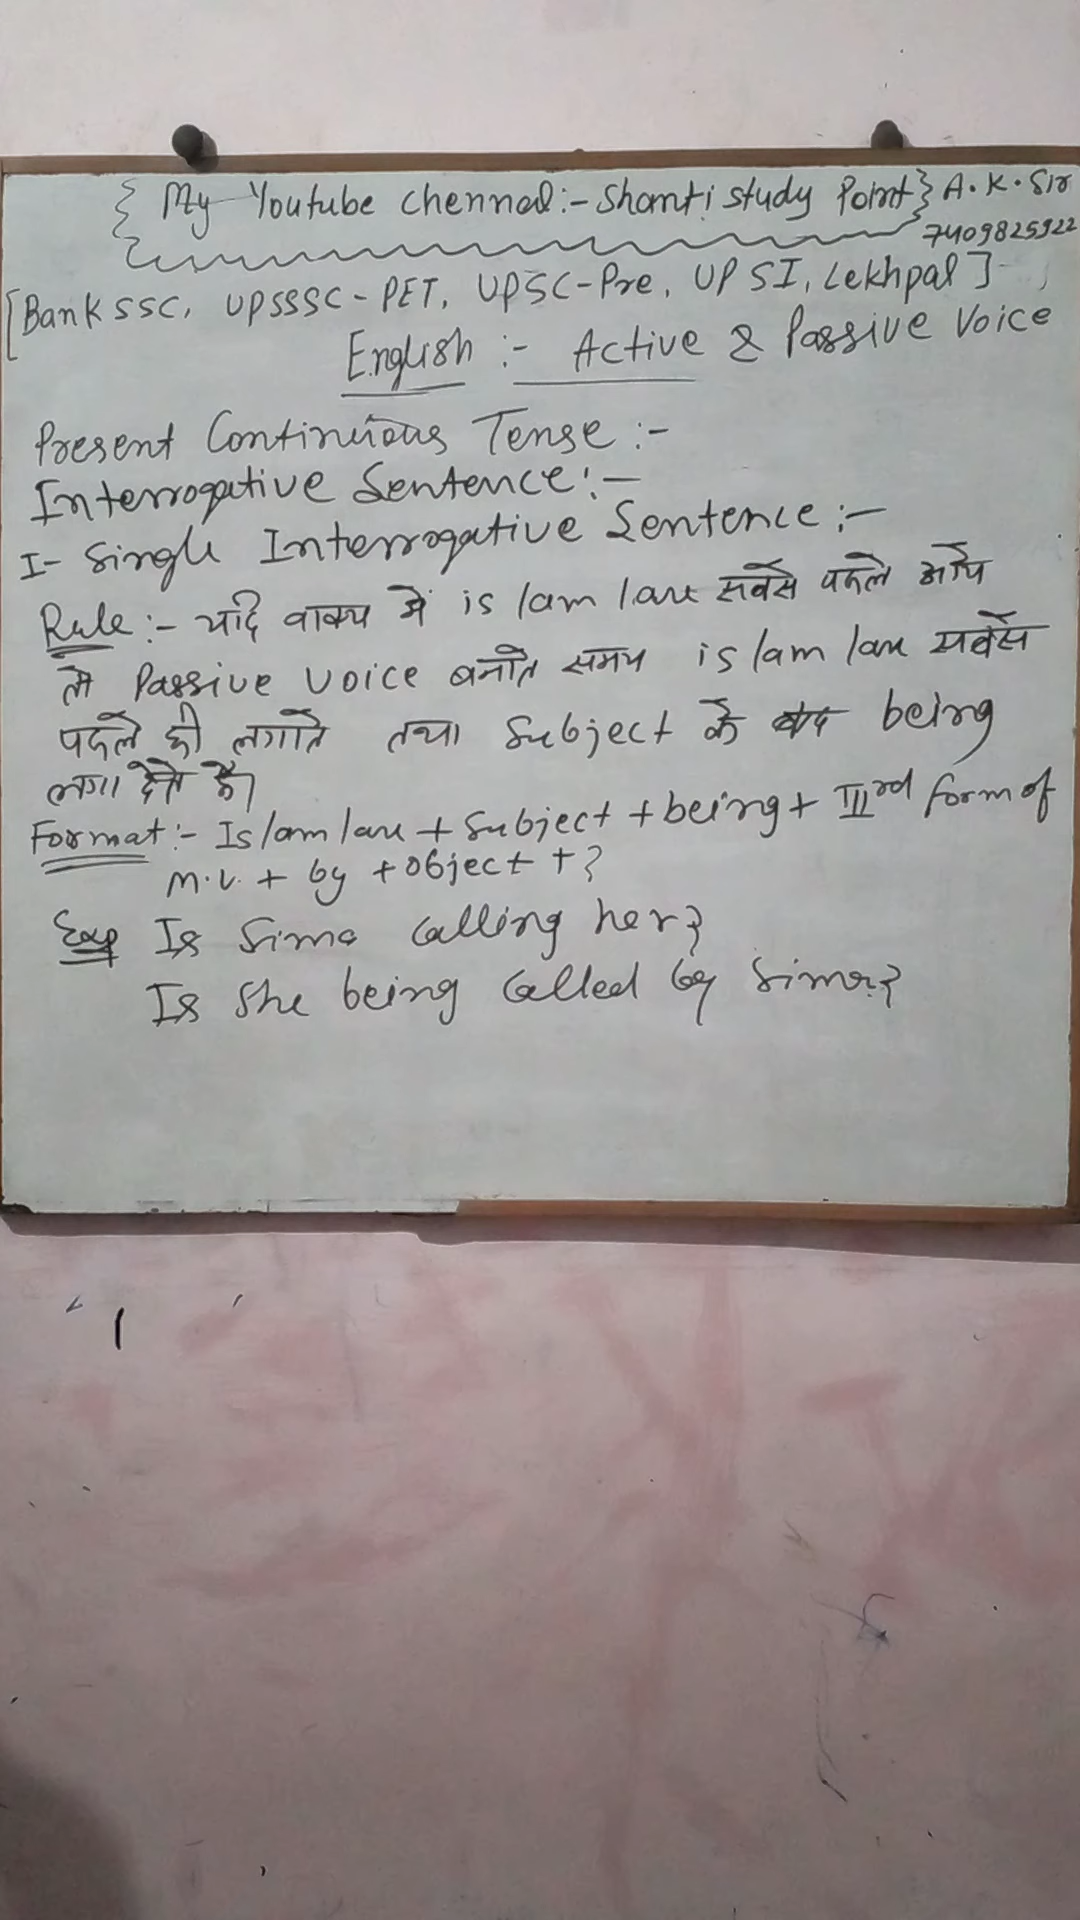 { My Youtube chennal:- Shanti study Point} A.K. Sir
7409825922
[Bank SSC, UPSSSC-PET, UPSC-Pre, UP SI, Lekhpal]
English :- Active & Passive Voice
Present Continuious Tense :-
Interrogative Sentence :-
I- Single Interrogative Sentence :-
Rule :- यदि वाक्य में is/am/are सबसे पहले आये
तो Passive voice बनाते समय is/am/are सबसे
पहले ही लगाते तथा Subject के बाद being
लगा देते है।
Format :- Is/am/are + Subject + being + IIIrd form of
m.v. + by + object + ?
Exp Is Sima calling her?
Is She being called by Sima?